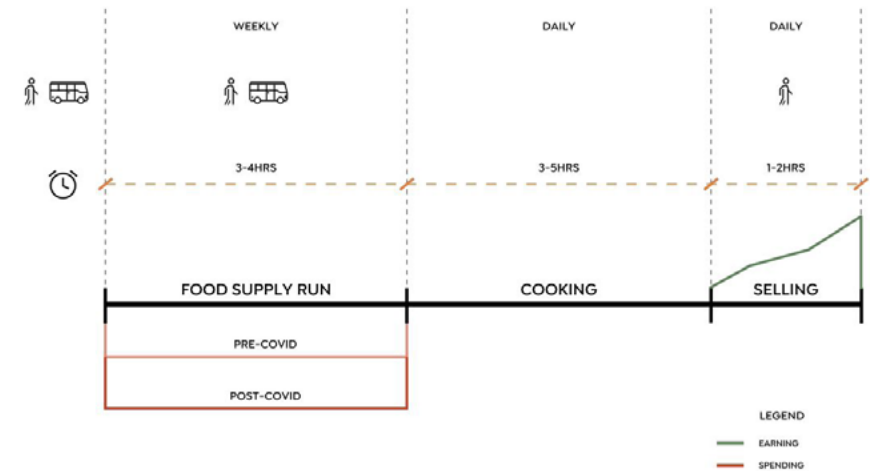 WEEKLY
DAILY
DAILY
3-4HRS
3-5HRS
1-2HRS
FOOD SUPPLY RUN
COOKING
SELLING
PRE-COVID
POST-COVID
LEGEND
EARNING
SPENDING